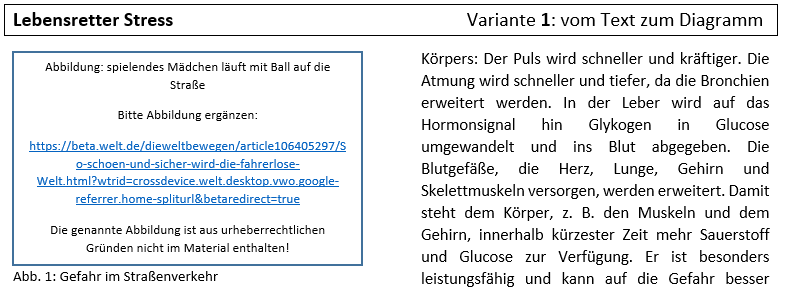 Lebensretter Stress Variante 1: vom Text zum Diagramm
Abbildung: spielendes Mädchen läuft mit Ball auf die
Straße
Bitte Abbildung ergänzen:
https://beta.welt.de/dieweltbewegen/article106405297/S
o-schoen-und-sicher-wird-die-fahrerlose-
Welt.html?wtrid=crossdevice.welt.desktop.vwo.google-
referrer.home-spliturl&betaredirect=true
Die genannte Abbildung ist aus urheberrechtlichen
Gründen nicht im Material enthalten!
Abb. 1: Gefahr im Straßenverkehr
Körpers: Der Puls wird schneller und kräftiger. Die
Atmung wird schneller und tiefer, da die Bronchien
erweitert werden. In der Leber wird auf das
Hormonsignal hin Glykogen in Glucose
umgewandelt und ins Blut abgegeben. Die
Blutgefäße, die Herz, Lunge, Gehirn und
Skelettmuskeln versorgen, werden erweitert. Damit
steht dem Körper, z. B. den Muskeln und dem
Gehirn, innerhalb kürzester Zeit mehr Sauerstoff
und Glucose zur Verfügung. Er ist besonders
leistungsfähig und kann auf die Gefahr besser